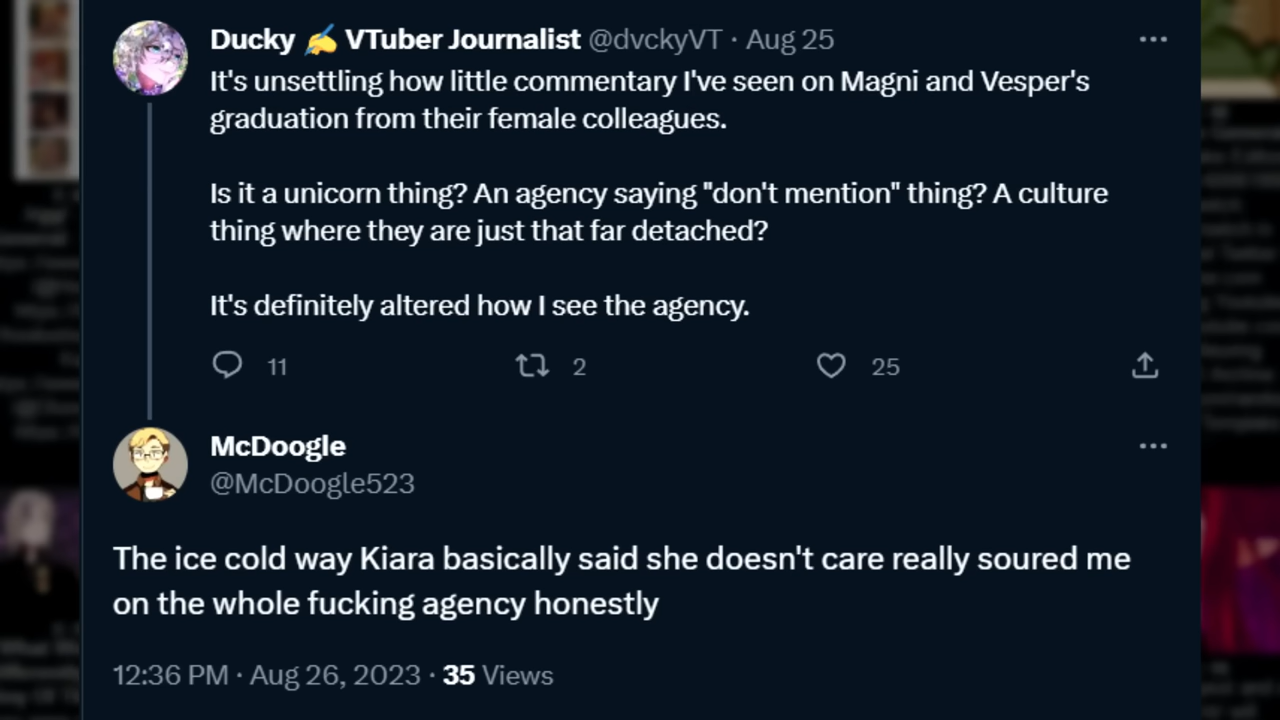 Ducky ✍️ VTuber Journalist @dvckyVT · Aug 25
It's unsettling how little commentary I've seen on Magni and Vesper's
graduation from their female colleagues.
Is it a unicorn thing? An agency saying "don't mention" thing? A culture
thing where they are just that far detached?
It's definitely altered how I see the agency.
11 2 25
McDoogle
@McDoogle523
The ice cold way Kiara basically said she doesn't care really soured me
on the whole fucking agency honestly
12:36 PM · Aug 26, 2023 · 35 Views